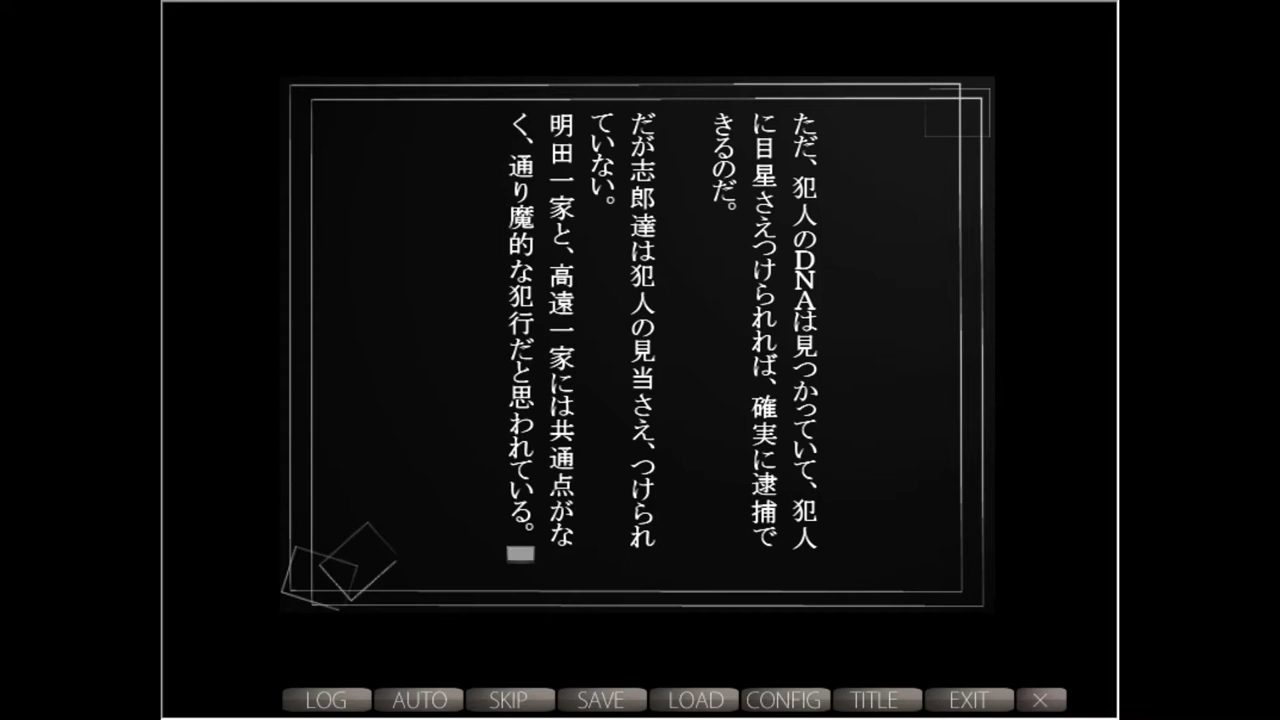 ただ、犯人のDNAは見つかっていて、犯人
に目星さえつけられれば、確実に逮捕で
きるのだ。
だが志郎達は犯人の見当さえ、つけられ
ていない。
明田一家と、高遠一家には共通点がな
く、通り魔的な犯行だと思われている。
LOG AUTO SKIP SAVE LOAD CONFIG TITLE EXIT ×